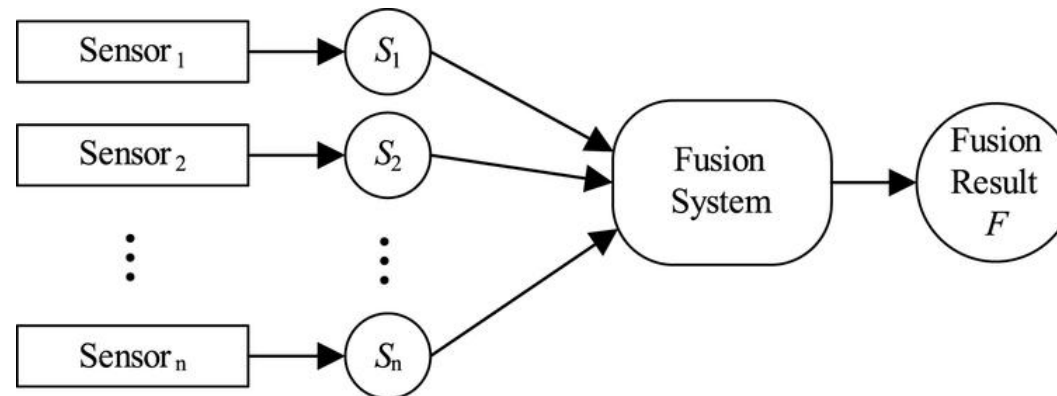 Sensor₁
S₁
Sensor₂
S₂
Fusion
System
Fusion
Result
F
Sensorₙ
Sₙ